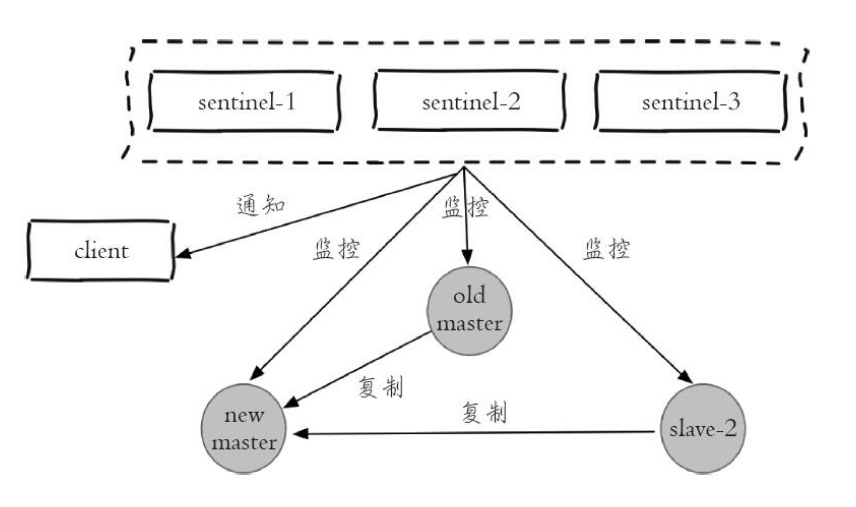 sentinel-1
sentinel-2
sentinel-3
通知
监控
client
监控
监控
old
master
复制
new
master
复制
slave-2